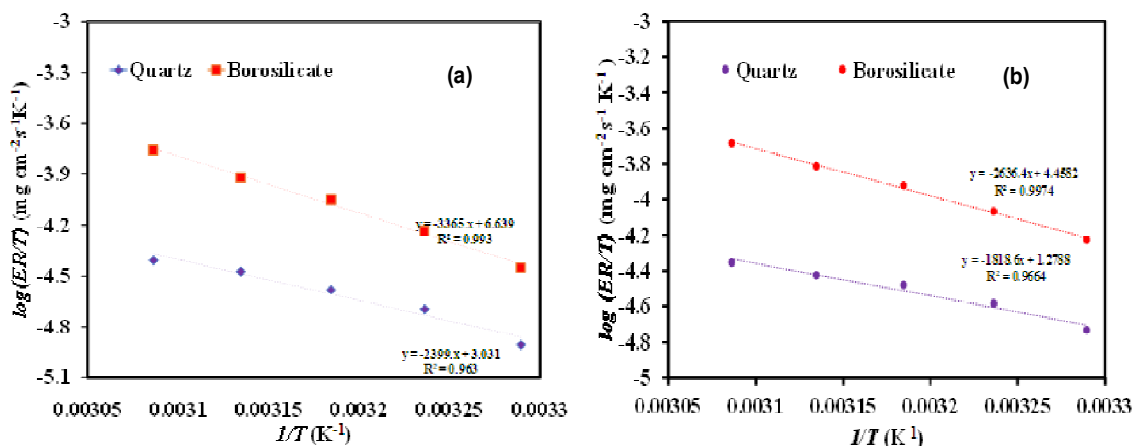 -3
-3.3
-3.6
-3.9
-4.2
-4.5
-4.8
-5.1
log(ER/T) (mg cm⁻²s⁻¹K⁻¹)
Quartz Borosilicate
(a)
y = -3365 x + 6.639
R² = 0.993
y = -2399.x + 3.031
R² = 0.963
0.00305 0.0031 0.00315 0.0032 0.00325 0.0033
1/T (K⁻¹)
-3
-3.2
-3.4
-3.6
-3.8
-4
-4.2
-4.4
-4.6
-4.8
-5
log (ER/T) (mg cm⁻² s⁻¹ K⁻¹)
Quartz Borosilicate
(b)
y = -2636.4x + 4.4582
R² = 0.9974
y = -1818.6x + 1.2788
R² = 0.9664
0.00305 0.0031 0.00315 0.0032 0.00325 0.0033
1/T (K⁻¹)